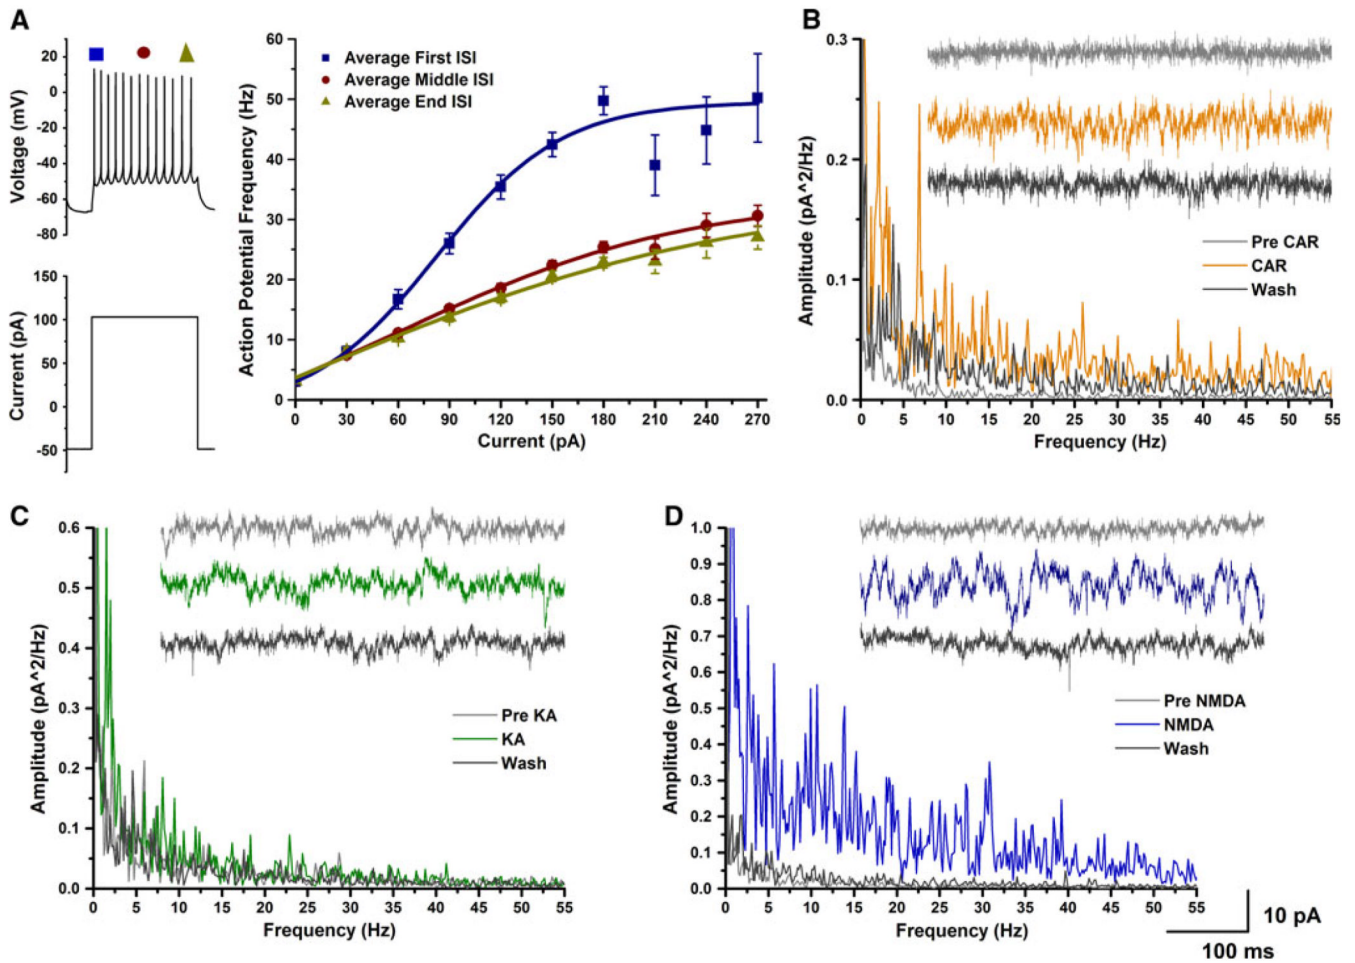 A
Voltage (mV)
20
0
-20
-40
-60
-80
Current (pA)
150
100
50
0
-50
Action Potential Frequency (Hz)
60
50
40
30
20
10
0
Average First ISI
Average Middle ISI
Average End ISI
0 30 60 90 120 150 180 210 240 270
Current (pA)
B
Amplitude (pA^2/Hz)
0.3
0.2
0.1
0.0
Pre CAR
CAR
Wash
0 5 10 15 20 25 30 35 40 45 50 55
Frequency (Hz)
C
Amplitude (pA^2/Hz)
0.6
0.5
0.4
0.3
0.2
0.1
0.0
Pre KA
KA
Wash
0 5 10 15 20 25 30 35 40 45 50 55
Frequency (Hz)
D
Amplitude (pA^2/Hz)
1.0
0.9
0.8
0.7
0.6
0.5
0.4
0.3
0.2
0.1
0.0
Pre NMDA
NMDA
Wash
0 5 10 15 20 25 30 35 40 45 50 55
Frequency (Hz)
10 pA
100 ms